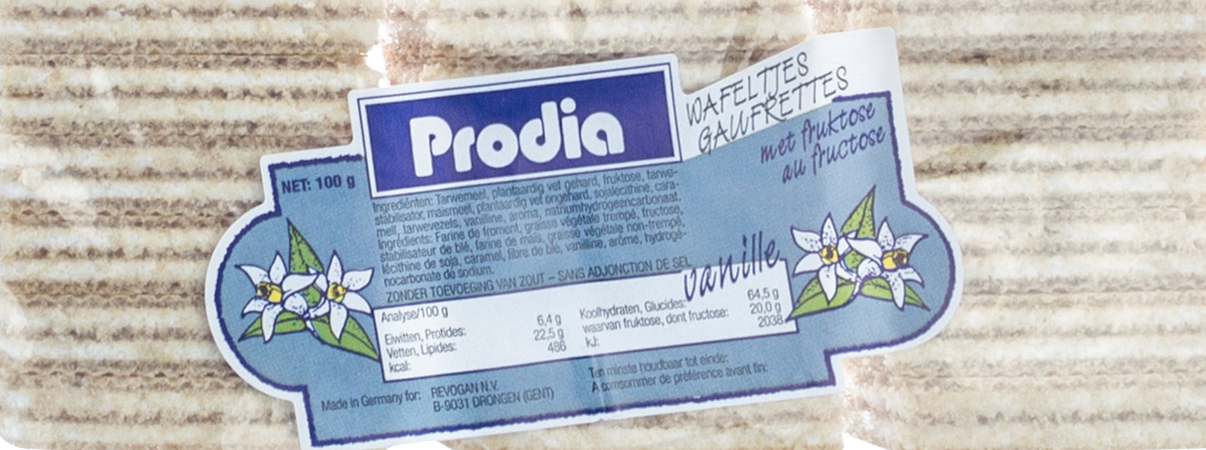 Prodia
WAFELTJES
GAUFRETTES
met fruktose
au fructose
NET: 100 g
Ingrediënten: Tarwemeel, plantaardig vet gehard, fruktose, tarwe-
stabilisator, maismeel, plantaardig vet ongehard, sojalecithine, cara-
mell, tarwevezels, vanilline, aroma, natriumhydrogeencarbonaat.
Ingrédients: Farine de froment, graisse végétale trempé, fructose,
stabilisateur de blé, farine de maïs, graisse végétale non-trempé,
lécithine de soja, caramel, fibre de blé, vanilline, arôme, hydrogé-
nocarbonate de sodium.
ZONDER TOEVOEGING VAN ZOUT – SANS ADJONCTION DE SEL
vanille
Analyse/100 g
Eiwitten, Protides: 6,4 g
Vetten, Lipides: 22,5 g
kcal: 486
Koolhydraten, Glucides: 64,5 g
waarvan fruktose, dont fructose: 20,0 g
kJ: 2038
Made in Germany for: REVOGAN N.V.
B-9031 DRONGEN (GENT)
Ten minste houdbaar tot einde:
A consommer de préférence avant fin: